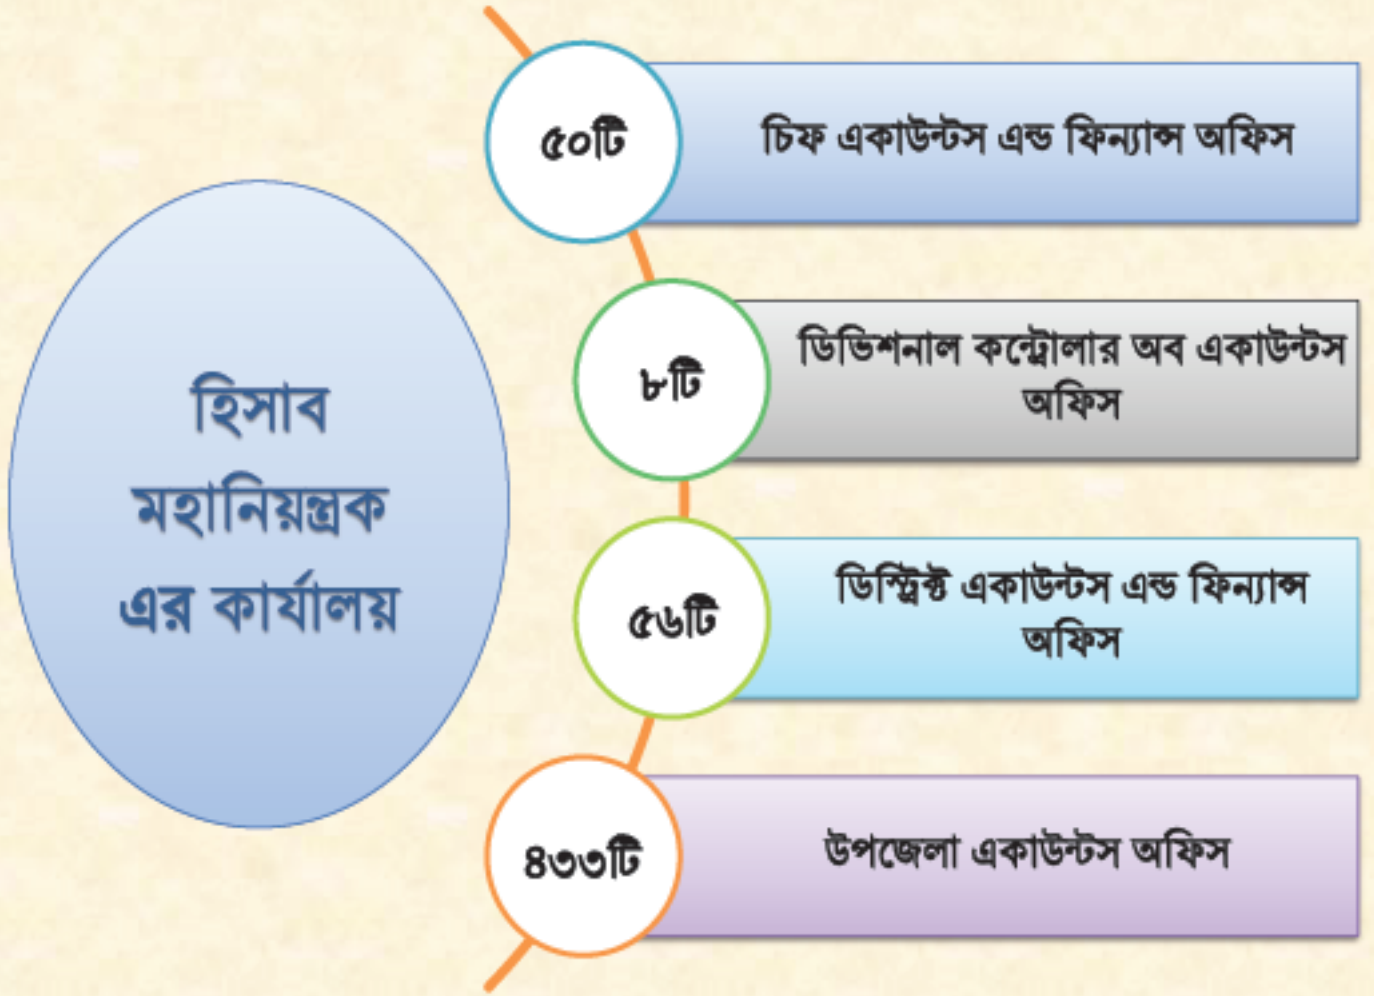 হিসাব
মহানিয়ন্ত্রক
এর কার্যালয়
৫০টি
চিফ একাউন্টস এন্ড ফিন্যান্স অফিস
৮টি
ডিভিশনাল কন্ট্রোলার অব একাউন্টস
অফিস
৫৬টি
ডিস্ট্রিক্ট একাউন্টস এন্ড ফিন্যান্স
অফিস
৪৩৩টি
উপজেলা একাউন্টস অফিস